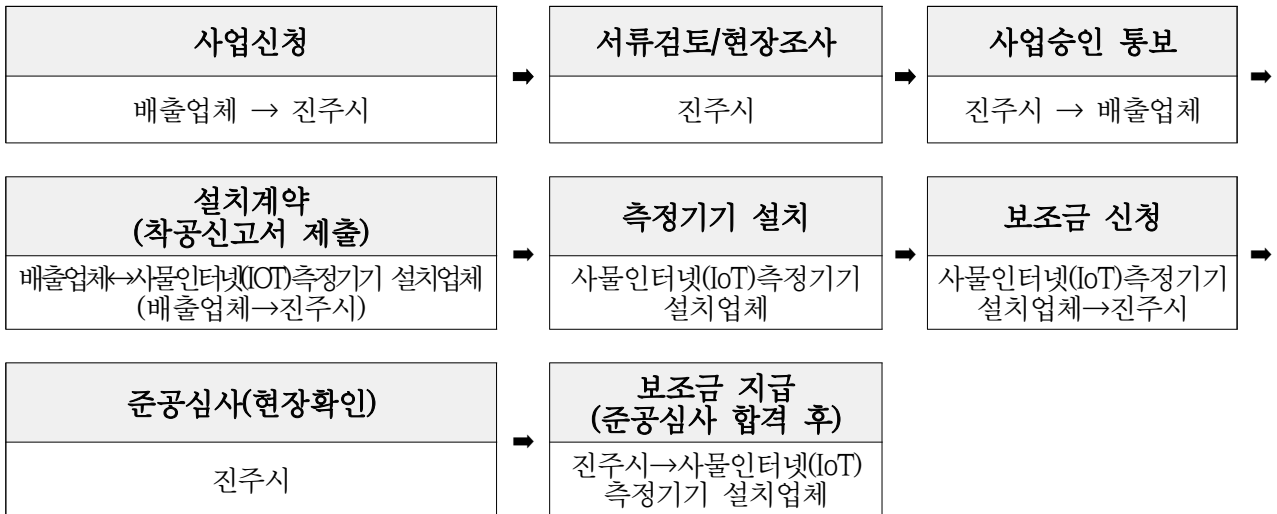 사업신청
배출업체 → 진주시
➡
서류검토/현장조사
진주시
➡
사업승인 통보
진주시 → 배출업체
➡
설치계약
(착공신고서 제출)
배출업체↔사물인터넷(IOT)측정기기 설치업체
(배출업체→진주시)
➡
측정기기 설치
사물인터넷(IoT)측정기기
설치업체
➡
보조금 신청
사물인터넷(IoT)측정기기
설치업체→진주시
➡
준공심사(현장확인)
진주시
➡
보조금 지급
(준공심사 합격 후)
진주시→사물인터넷(IoT)
측정기기 설치업체